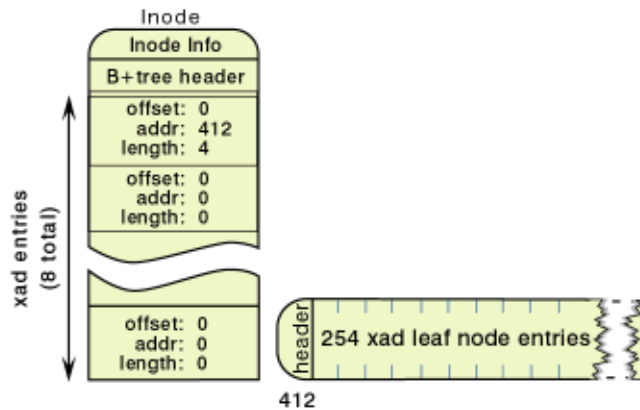 Inode
Inode Info
B+tree header
offset: 0
addr: 412
length: 4
offset: 0
addr: 0
length: 0
offset: 0
addr: 0
length: 0
xad entries
(8 total)
header
254 xad leaf node entries
412